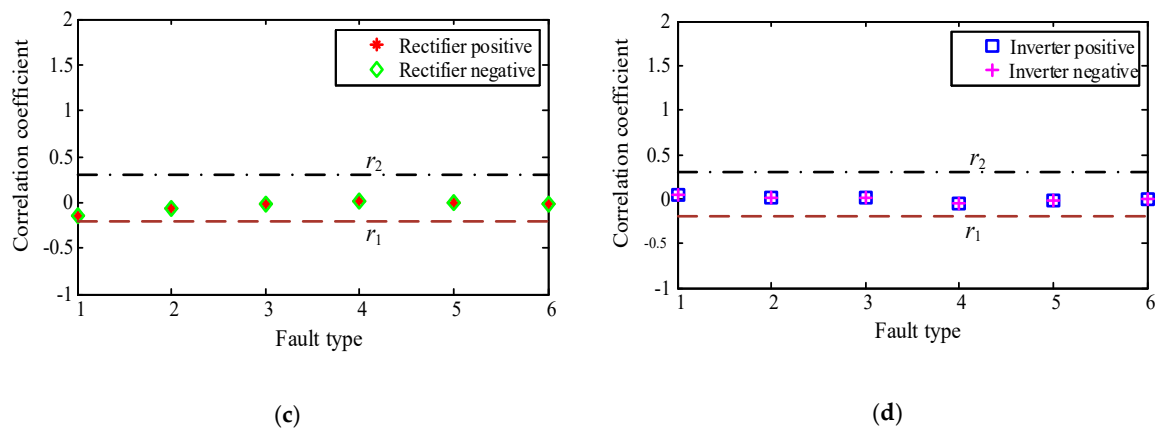 2
1.5
1
0.5
0
-0.5
-1
Correlation coefficient
Rectifier positive
Rectifier negative
r2
r1
1 2 3 4 5 6
Fault type
(c)
2
1.5
1
0.5
0
-0.5
-1
Correlation coefficient
Inverter positive
Inverter negative
r2
r1
1 2 3 4 5 6
Fault type
(d)